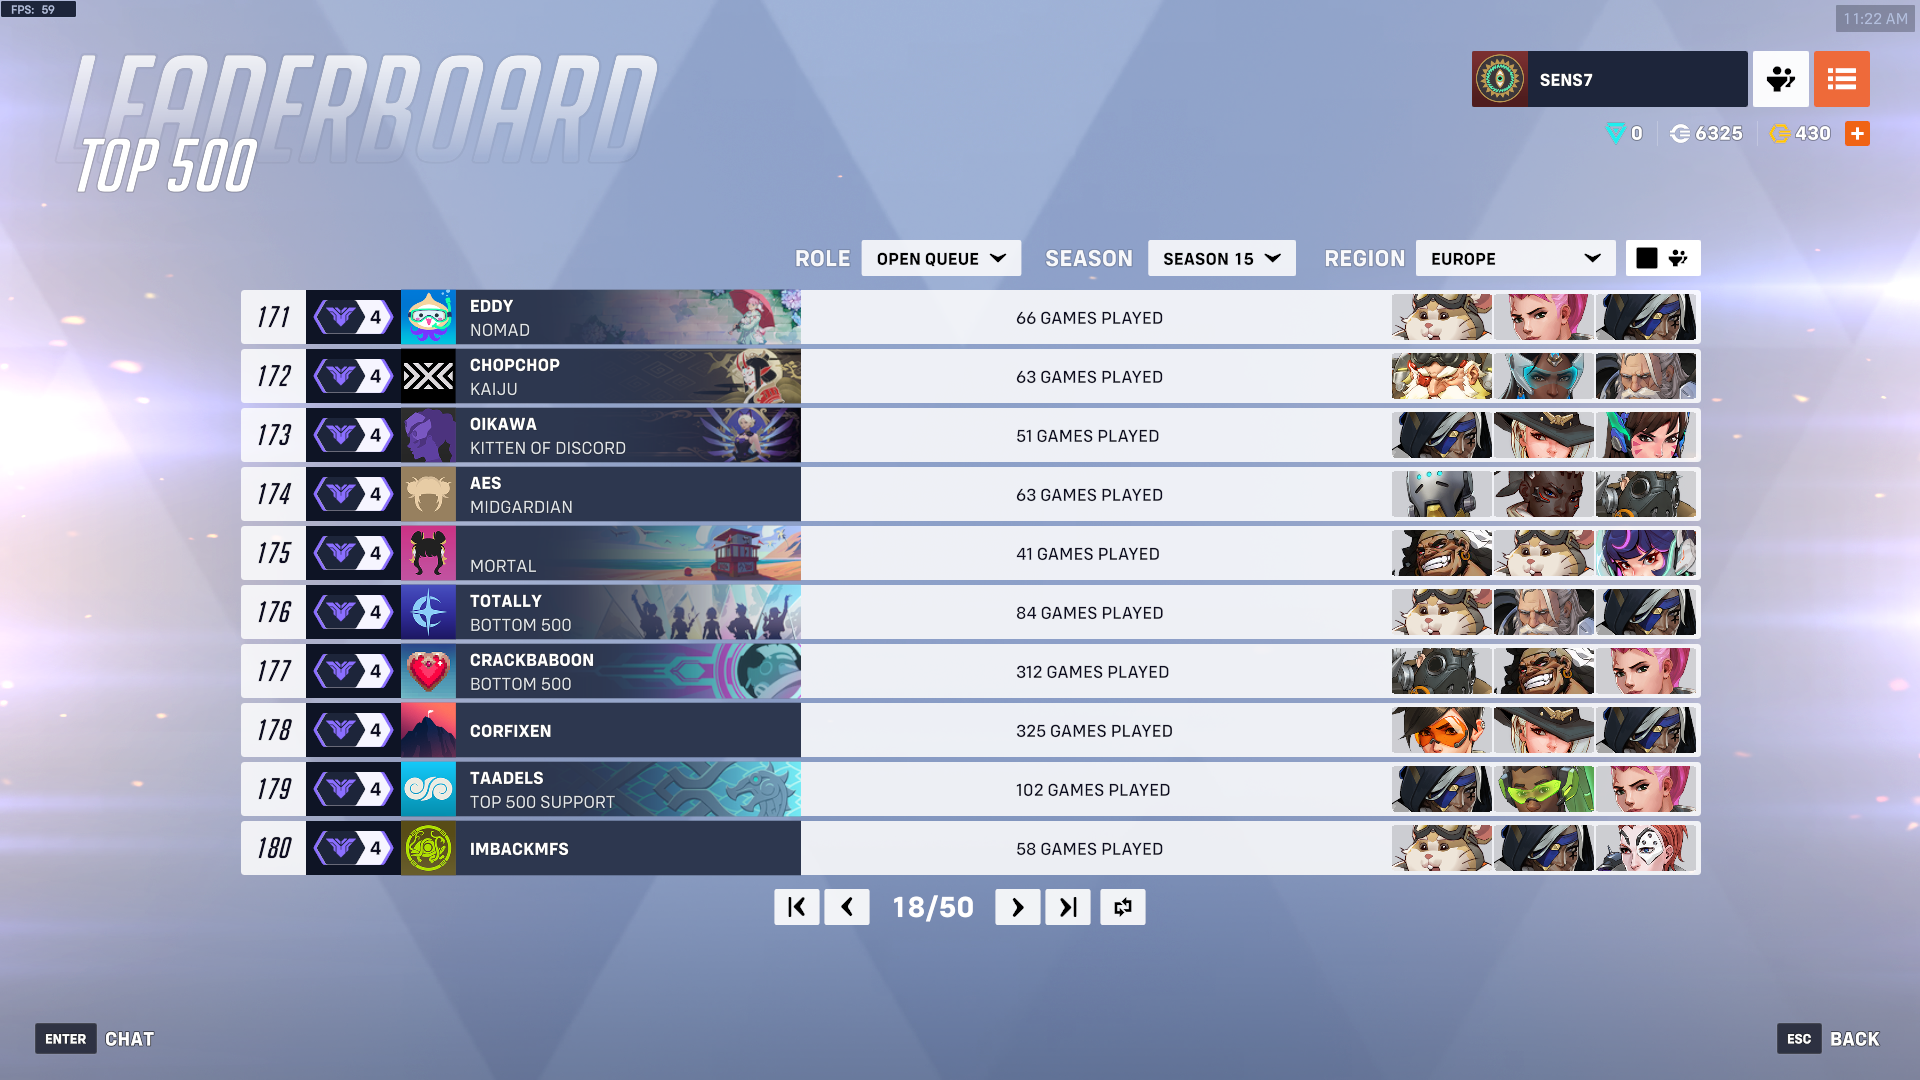 FPS: 59
11:22 AM
LEADERBOARD
TOP 500
SENS7
0 6325 430
ROLE OPEN QUEUE SEASON SEASON 15 REGION EUROPE
171 4 EDDY
NOMAD
66 GAMES PLAYED
172 4 CHOPCHOP
KAIJU
63 GAMES PLAYED
173 4 OIKAWA
KITTEN OF DISCORD
51 GAMES PLAYED
174 4 AES
MIDGARDIAN
63 GAMES PLAYED
175 4 MORTAL
41 GAMES PLAYED
176 4 TOTALLY
BOTTOM 500
84 GAMES PLAYED
177 4 CRACKBABOON
BOTTOM 500
312 GAMES PLAYED
178 4 CORFIXEN
325 GAMES PLAYED
179 4 TAADELS
TOP 500 SUPPORT
102 GAMES PLAYED
180 4 IMBACKMFS
58 GAMES PLAYED
18/50
ENTER CHAT
ESC BACK